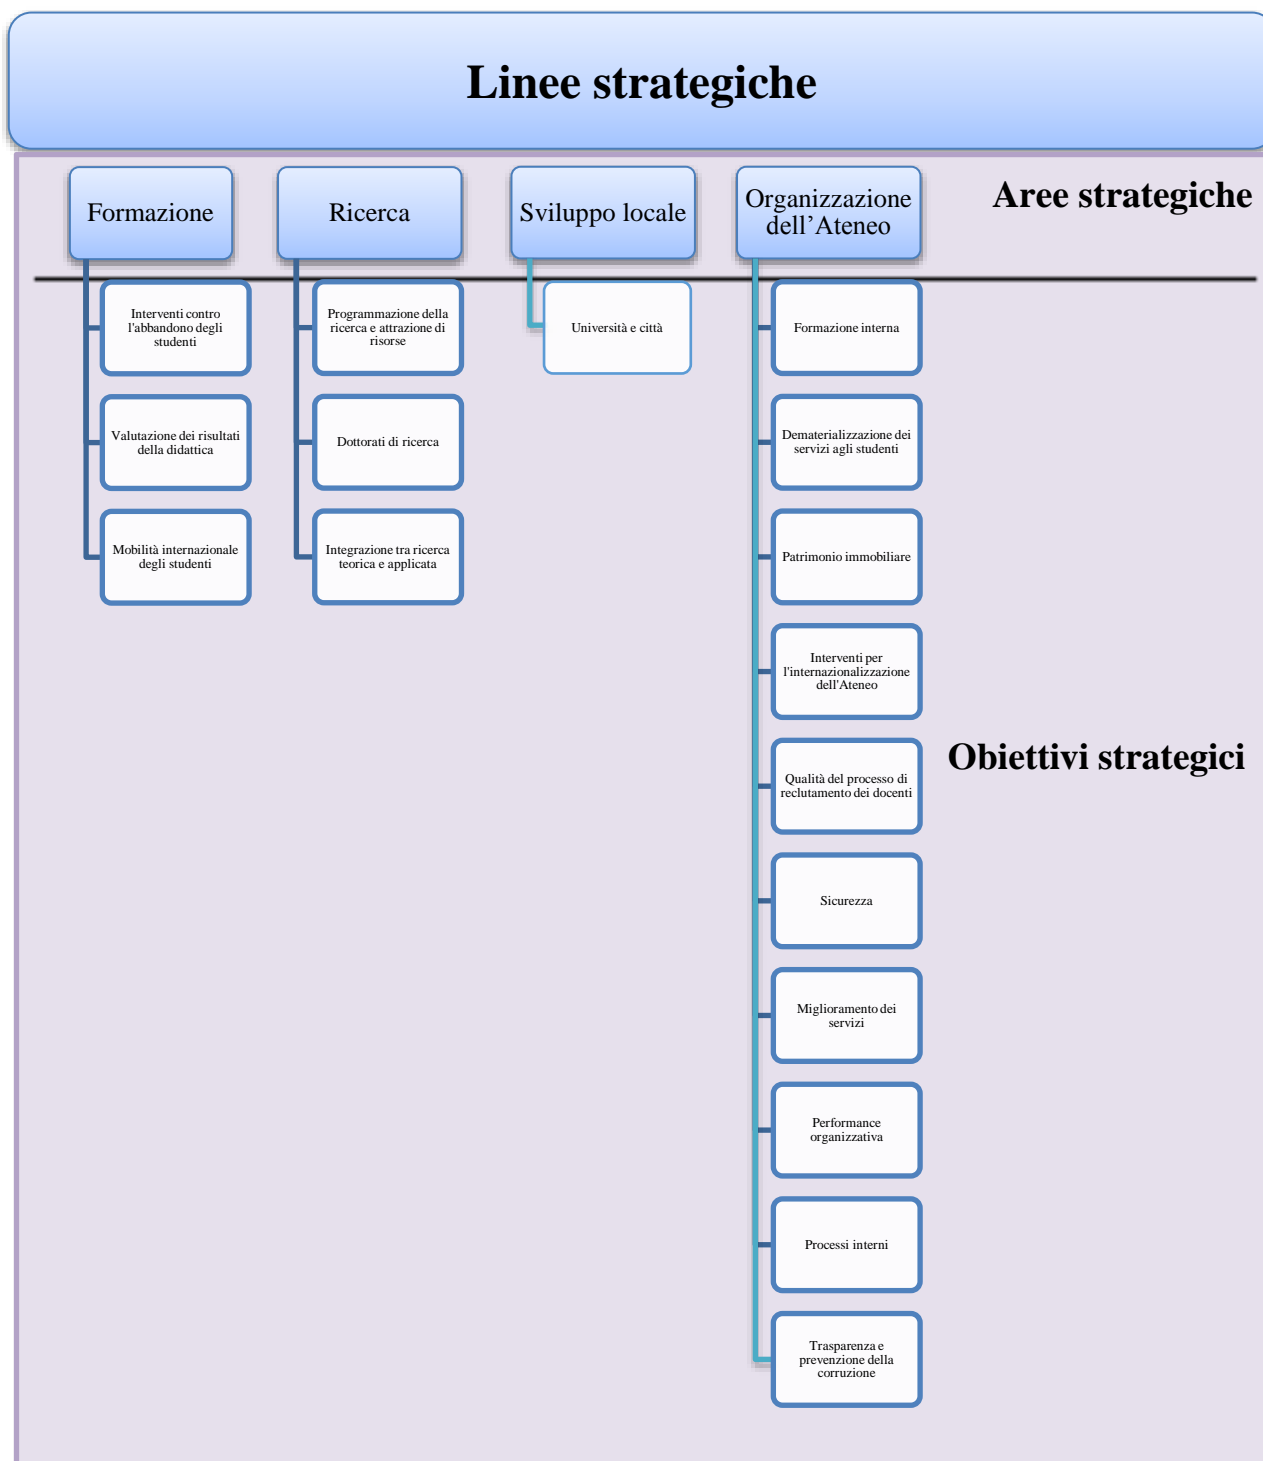 Linee strategiche
Aree strategiche
Formazione
Ricerca
Sviluppo locale
Organizzazione
dell’Ateneo
Interventi contro
l'abbandono degli
studenti
Valutazione dei risultati
della didattica
Mobilità internazionale
degli studenti
Programmazione della
ricerca e attrazione di
risorse
Dottorati di ricerca
Integrazione tra ricerca
teorica e applicata
Università e città
Formazione interna
Dematerializzazione dei
servizi agli studenti
Patrimonio immobiliare
Interventi per
l'internazionalizzazione
dell'Ateneo
Qualità del processo di
reclutamento dei docenti
Sicurezza
Miglioramento dei
servizi
Performance
organizzativa
Processi interni
Trasparenza e
prevenzione della
corruzione
Obiettivi strategici